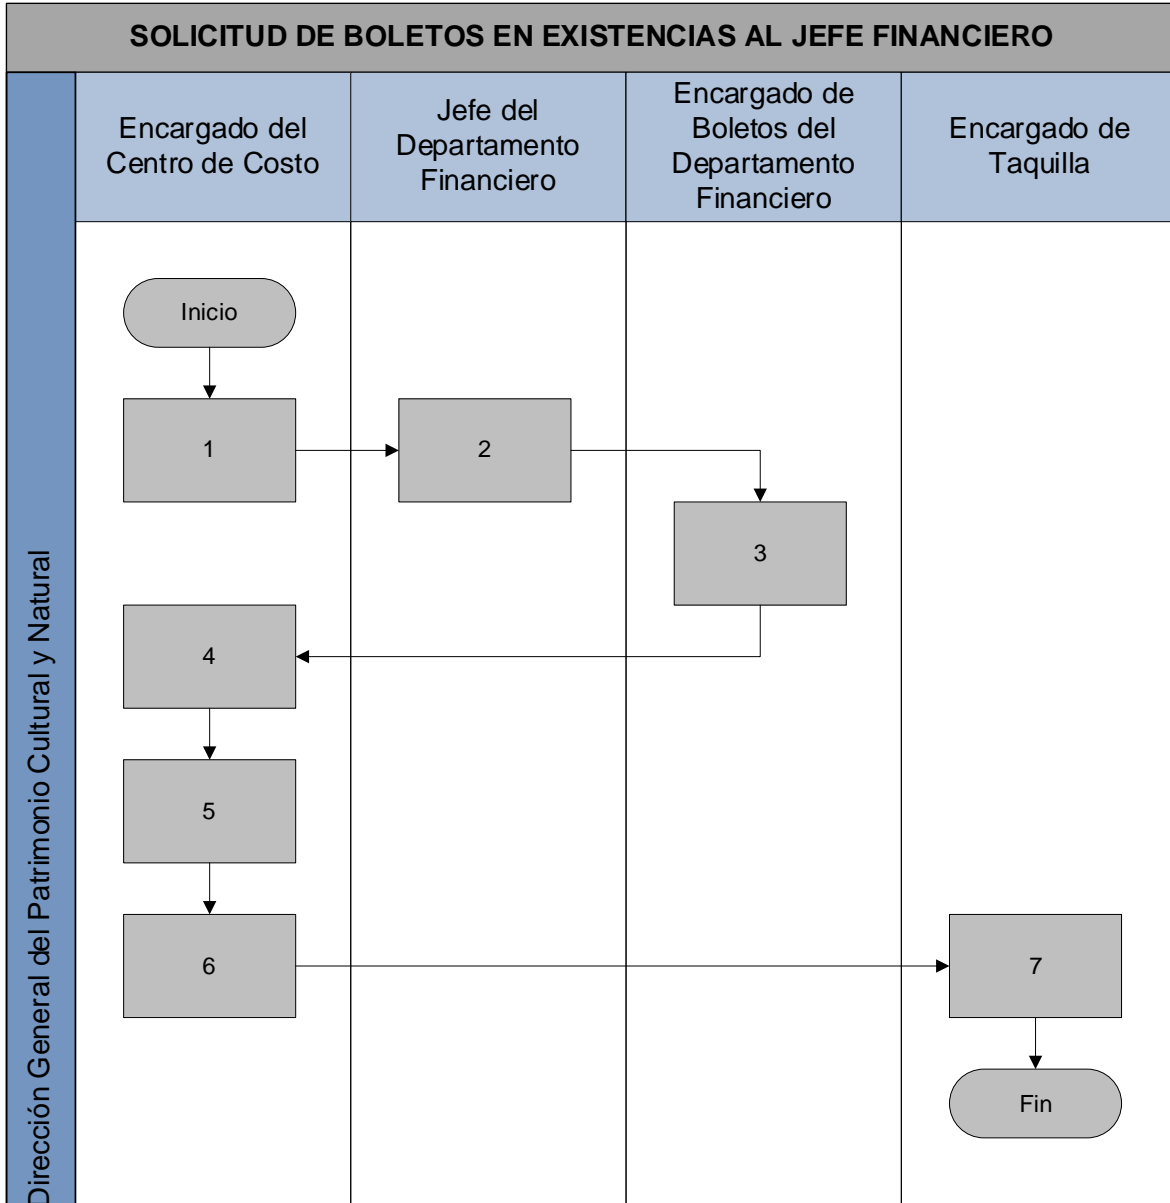 SOLICITUD DE BOLETOS EN EXISTENCIAS AL JEFE FINANCIERO
Dirección General del Patrimonio Cultural y Natural
Encargado del
Centro de Costo
Jefe del
Departamento
Financiero
Encargado de
Boletos del
Departamento
Financiero
Encargado de
Taquilla
Inicio
1
2
3
4
5
6
7
Fin